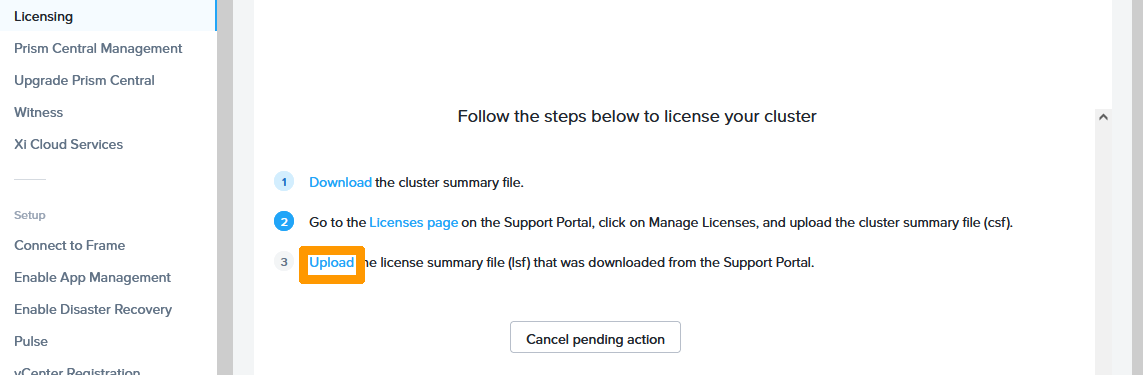 Licensing
Prism Central Management
Upgrade Prism Central
Witness
Xi Cloud Services
Setup
Connect to Frame
Enable App Management
Enable Disaster Recovery
Pulse
vCenter Registration
Follow the steps below to license your cluster
1 Download the cluster summary file.
2 Go to the Licenses page on the Support Portal, click on Manage Licenses, and upload the cluster summary file (csf).
3 Upload the license summary file (lsf) that was downloaded from the Support Portal.
Cancel pending action